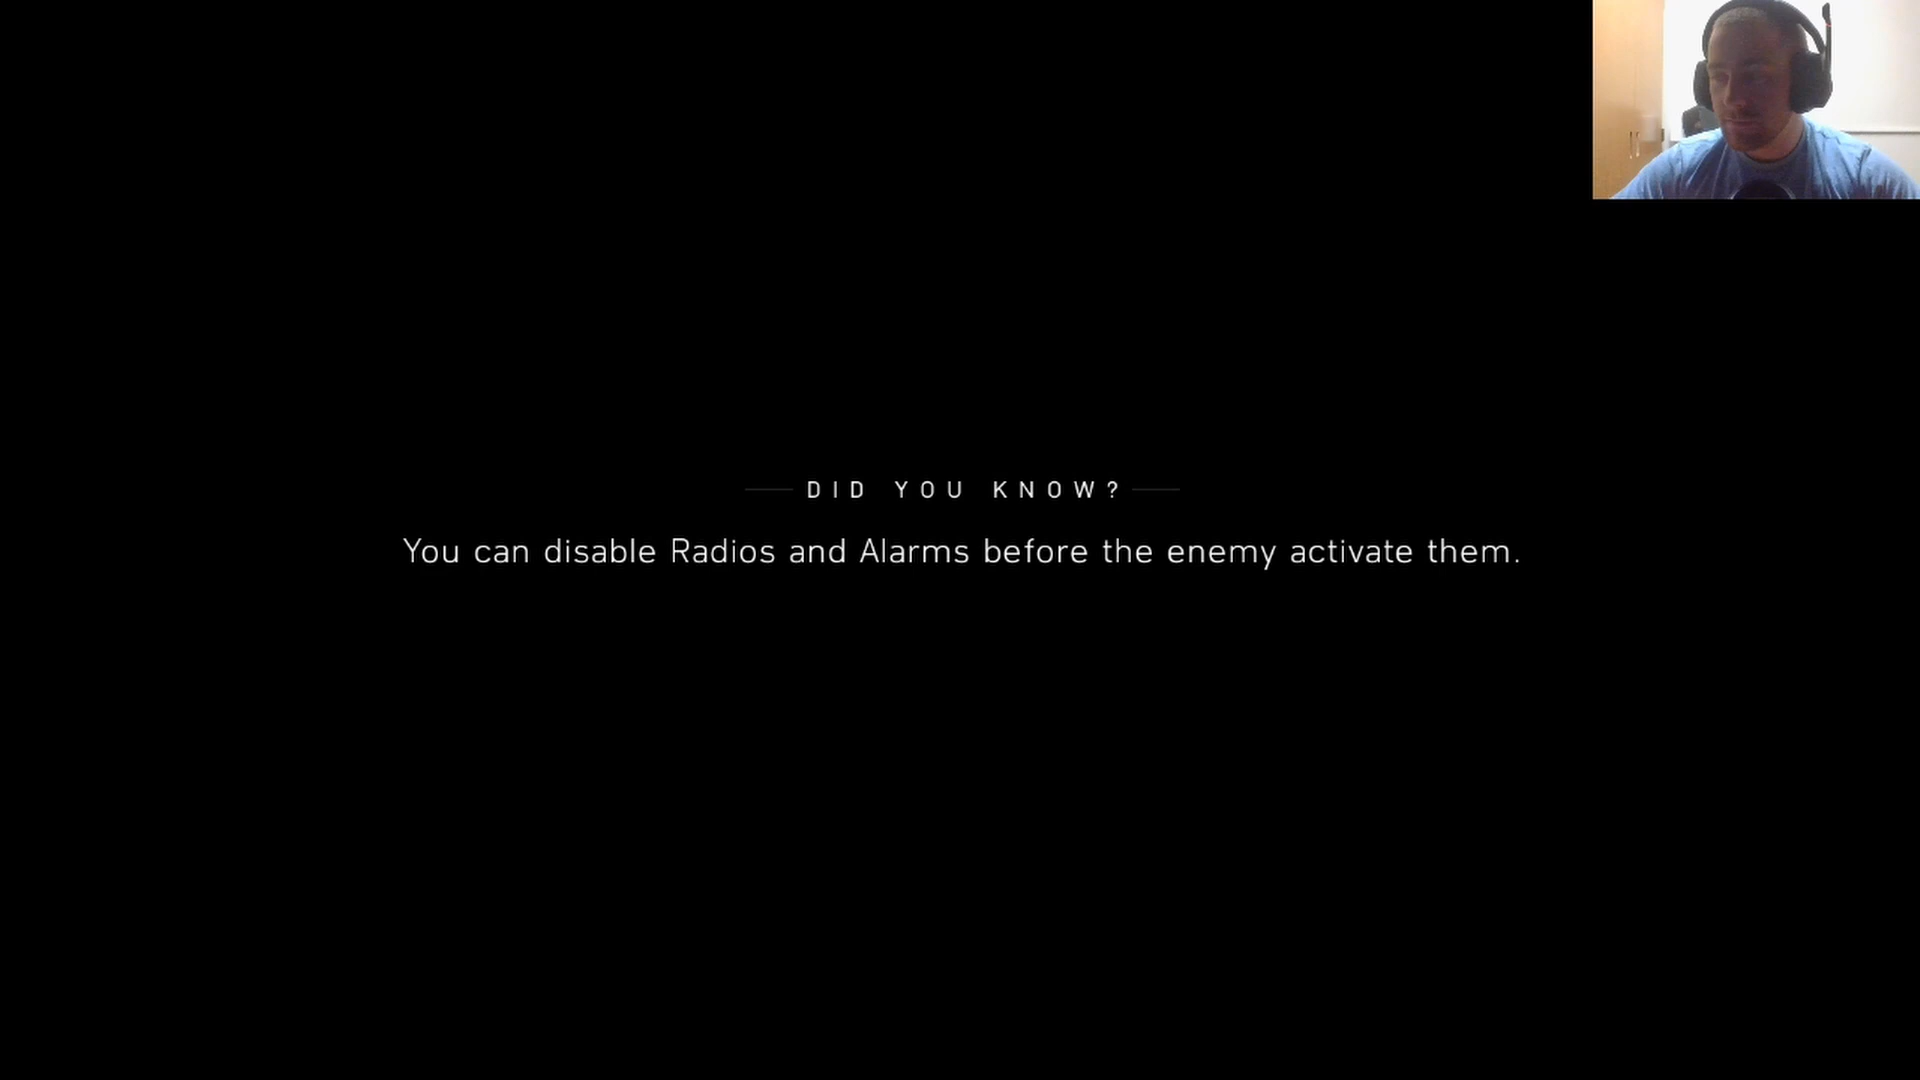 DID YOU KNOW?
You can disable Radios and Alarms before the enemy activate them.